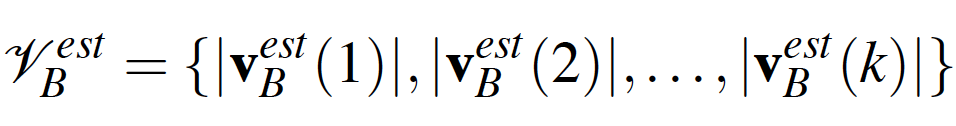 𝒱_B^{est} = {|𝐯_B^{est}(1)|, |𝐯_B^{est}(2)|, ..., |𝐯_B^{est}(k)|}